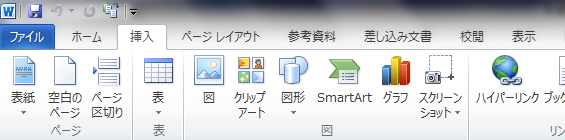 ファイル ホーム 挿入 ページ レイアウト 参考資料 差し込み文書 校閲 表示
表紙 空白の ページ 表 図 クリップ 図形 SmartArt グラフ スクリーン ハイパーリンク ブック
ページ 区切り アート ショット
ページ 表 図 リン